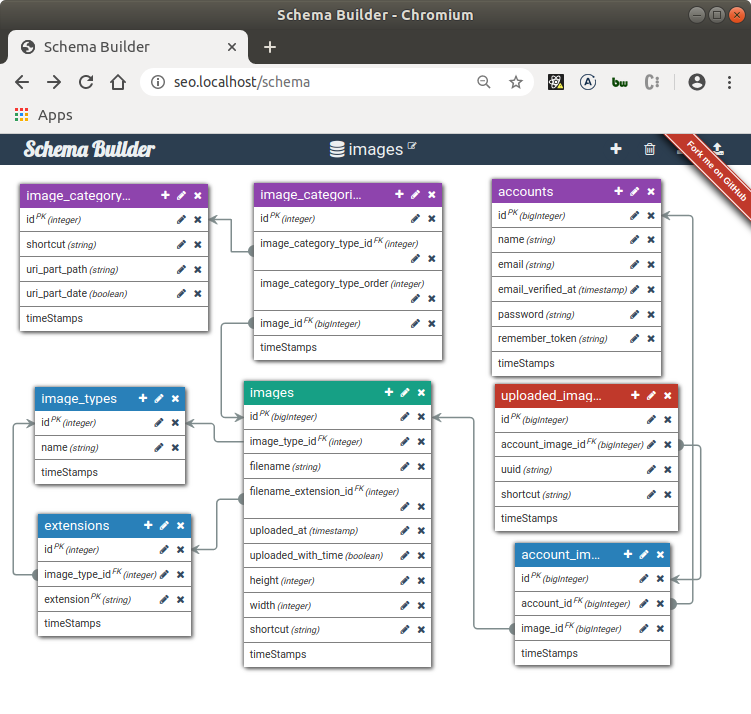 Schema Builder - Chromium
Schema Builder
seo.localhost/schema
Apps
Schema Builder
images
Fork me on GitHub
image_category...
id PK (integer)
shortcut (string)
uri_part_path (string)
uri_part_date (boolean)
timeStamps
image_categori...
id PK (integer)
image_category_type_id FK (integer)
image_category_type_order (integer)
image_id FK (bigInteger)
timeStamps
accounts
id PK (bigInteger)
name (string)
email (string)
email_verified_at (timestamp)
password (string)
remember_token (string)
timeStamps
image_types
id PK (integer)
name (string)
timeStamps
images
id PK (bigInteger)
image_type_id FK (integer)
filename (string)
filename_extension_id FK (integer)
uploaded_at (timestamp)
uploaded_with_time (boolean)
height (integer)
width (integer)
shortcut (string)
timeStamps
uploaded_imag...
id PK (bigInteger)
account_image_id FK (bigInteger)
uuid (string)
shortcut (string)
timeStamps
extensions
id PK (integer)
image_type_id FK (integer)
extension PK (string)
timeStamps
account_im...
id PK (bigInteger)
account_id FK (bigInteger)
image_id FK (bigInteger)
timeStamps